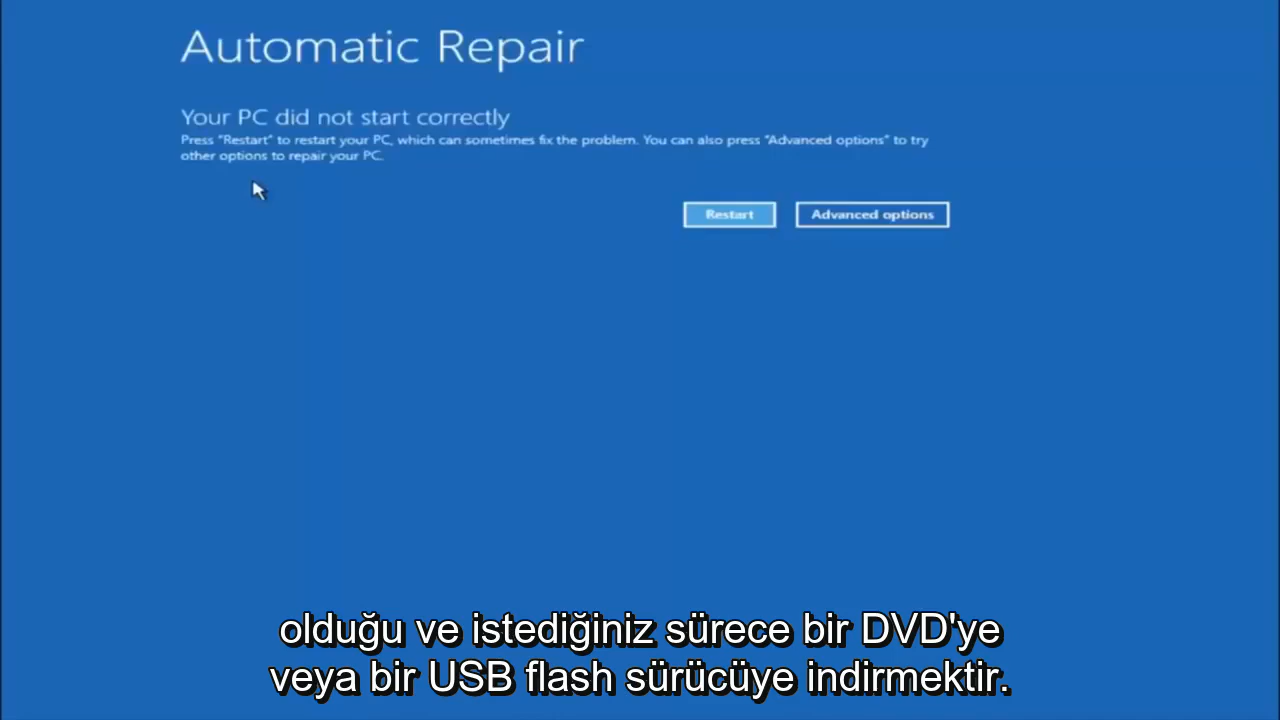 Automatic Repair
Your PC did not start correctly
Press "Restart" to restart your PC, which can sometimes fix the problem. You can also press "Advanced options" to try
other options to repair your PC.
Restart
Advanced options
olduğu ve istediğiniz sürece bir DVD'ye
veya bir USB flash sürücüye indirmektir.